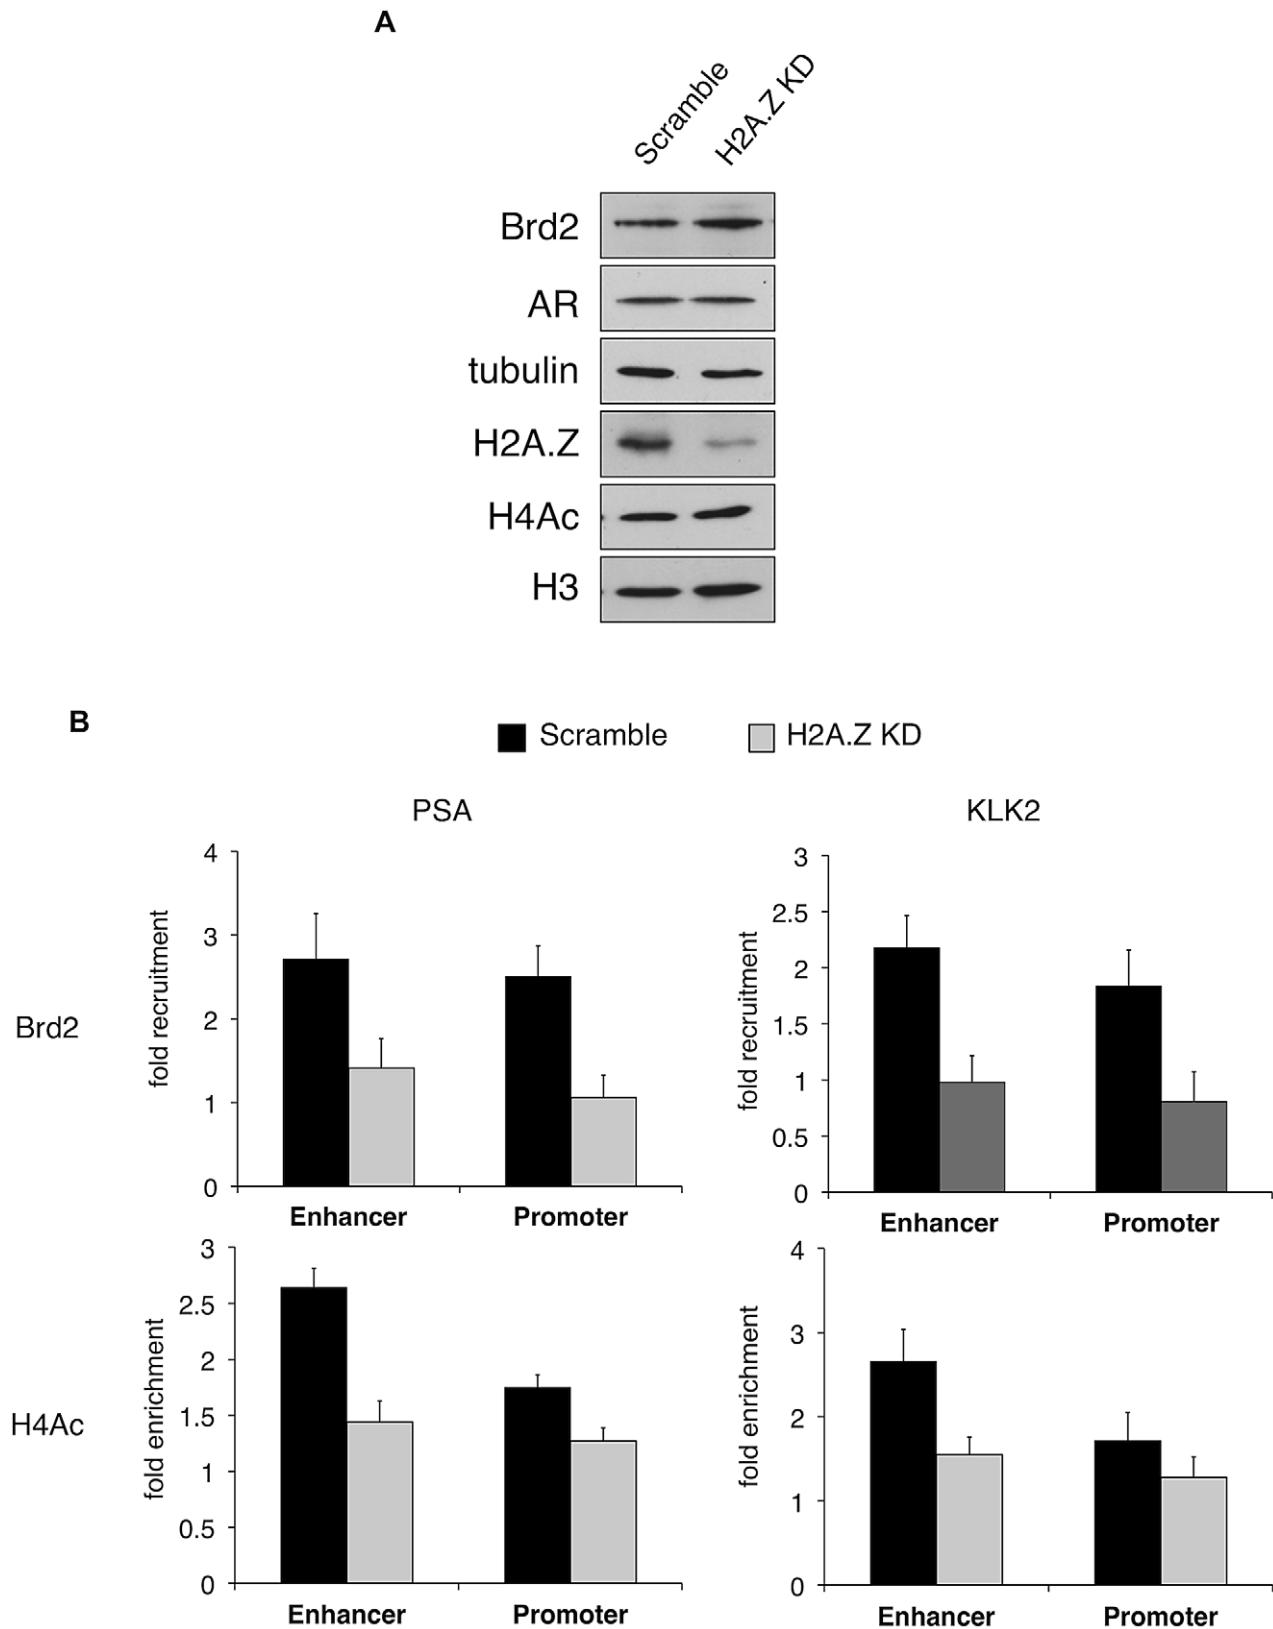 A
Scramble
H2A.Z KD
Brd2
AR
tubulin
H2A.Z
H4Ac
H3
B
Scramble
H2A.Z KD
PSA
KLK2
Brd2
fold recruitment
4
3
2
1
0
Enhancer
Promoter
fold recruitment
3
2.5
2
1.5
1
0.5
0
Enhancer
Promoter
H4Ac
fold enrichment
3
2.5
2
1.5
1
0.5
0
Enhancer
Promoter
fold enrichment
4
3
2
1
0
Enhancer
Promoter